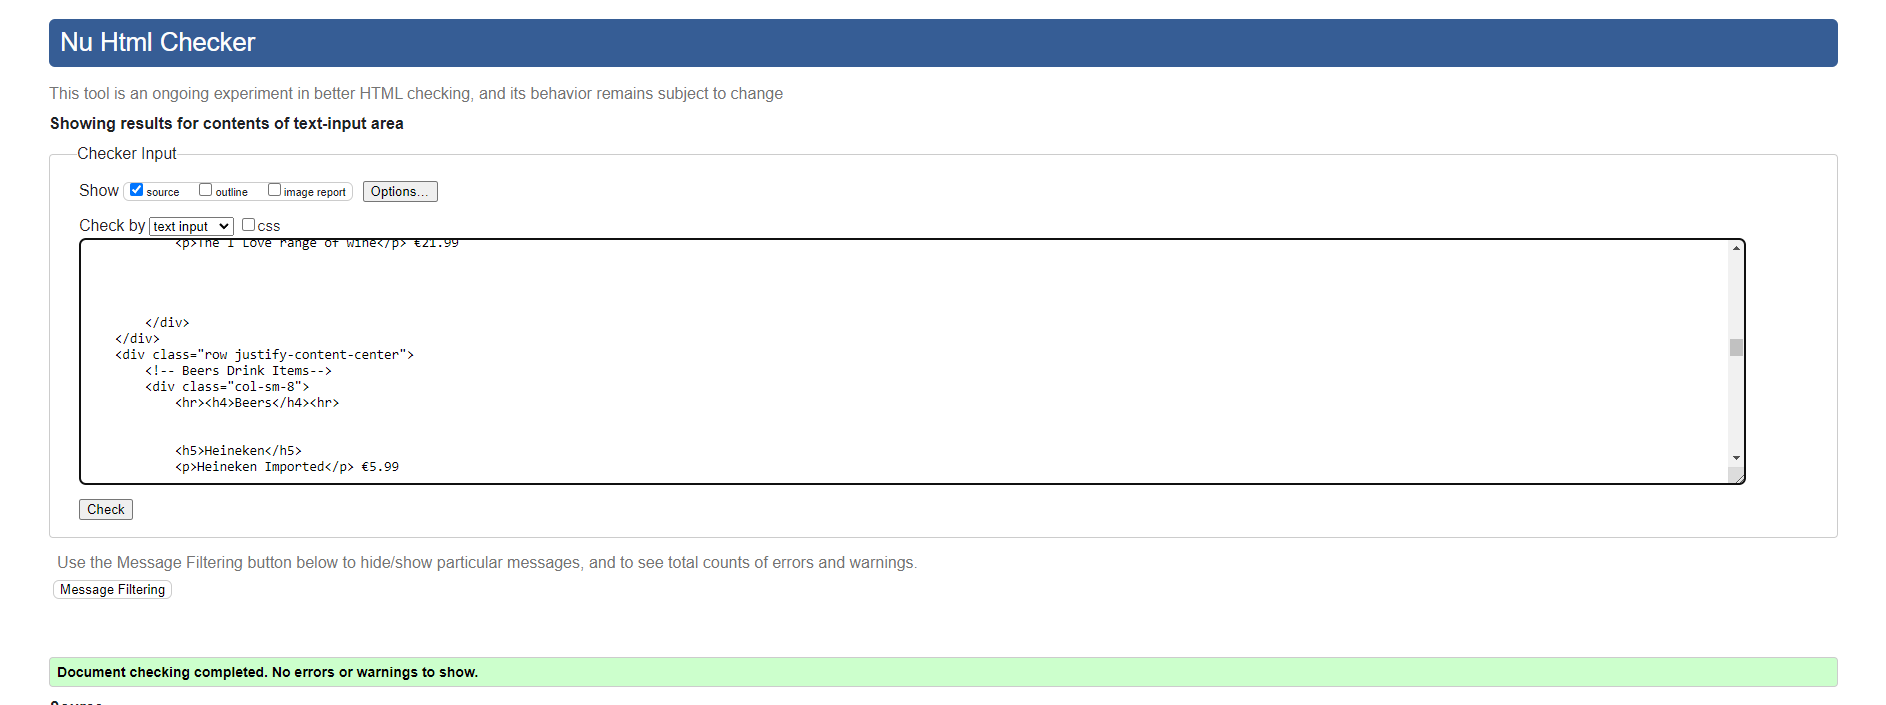 Nu Html Checker
This tool is an ongoing experiment in better HTML checking, and its behavior remains subject to change
Showing results for contents of text-input area
Checker Input
Show source outline image report Options...
Check by text input css
<p>The I Love range of wine</p> €21.99
</div>
</div>
<div class="row justify-content-center">
<!-- Beers Drink Items-->
<div class="col-sm-8">
<hr><h4>Beers</h4><hr>
<h5>Heineken</h5>
<p>Heineken Imported</p> €5.99
Check
Use the Message Filtering button below to hide/show particular messages, and to see total counts of errors and warnings.
Message Filtering
Document checking completed. No errors or warnings to show.
Source